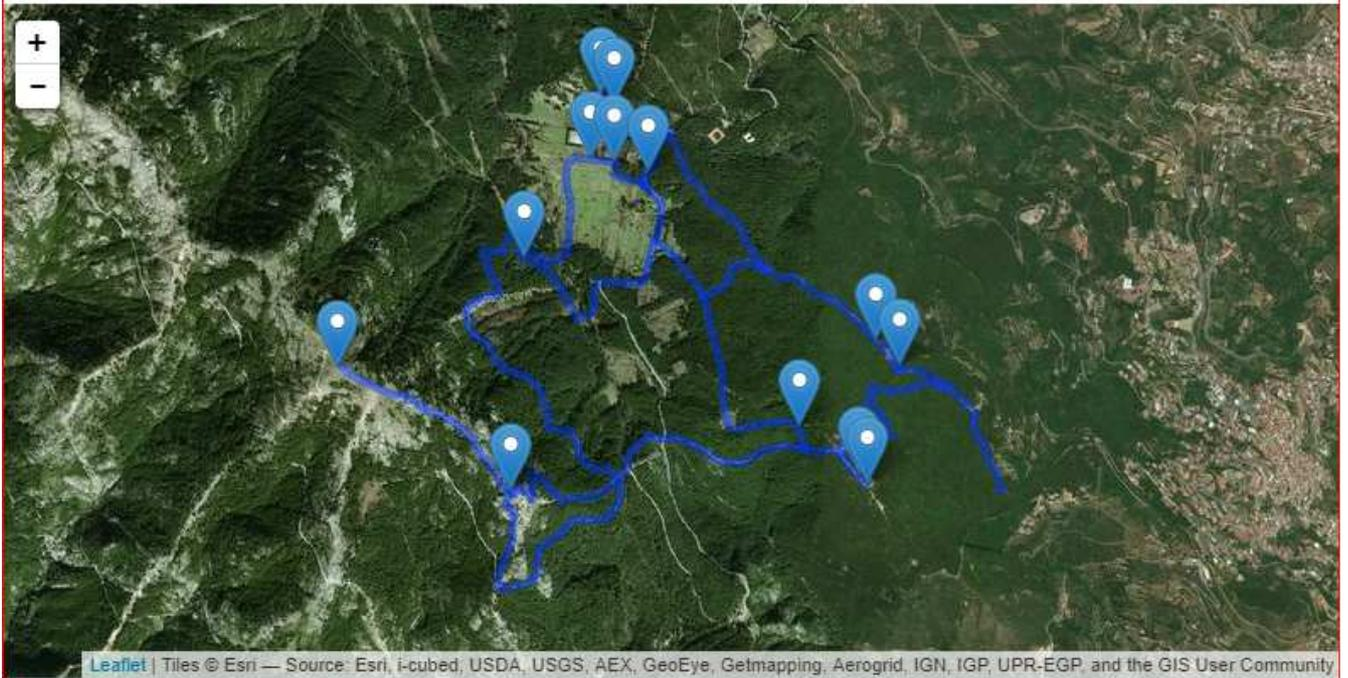 +
−
Leaflet | Tiles © Esri — Source: Esri, i-cubed, USDA, USGS, AEX, GeoEye, Getmapping, Aerogrid, IGN, IGP, UPR-EGP, and the GIS User Community